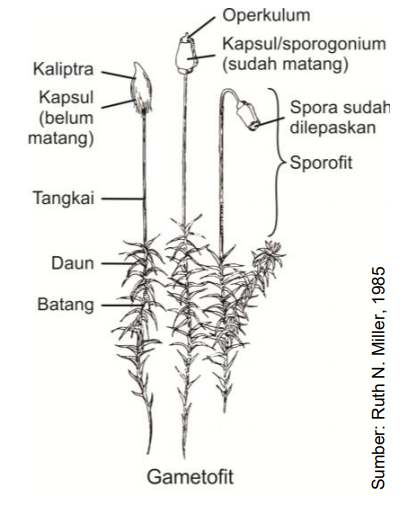 Operkulum
Kapsul/sporogonium
(sudah matang)
Kaliptra
Kapsul
(belum
matang)
Spora sudah
dilepaskan
Sporofit
Tangkai
Daun
Batang
Gametofit
Sumber: Ruth N. Miller, 1985